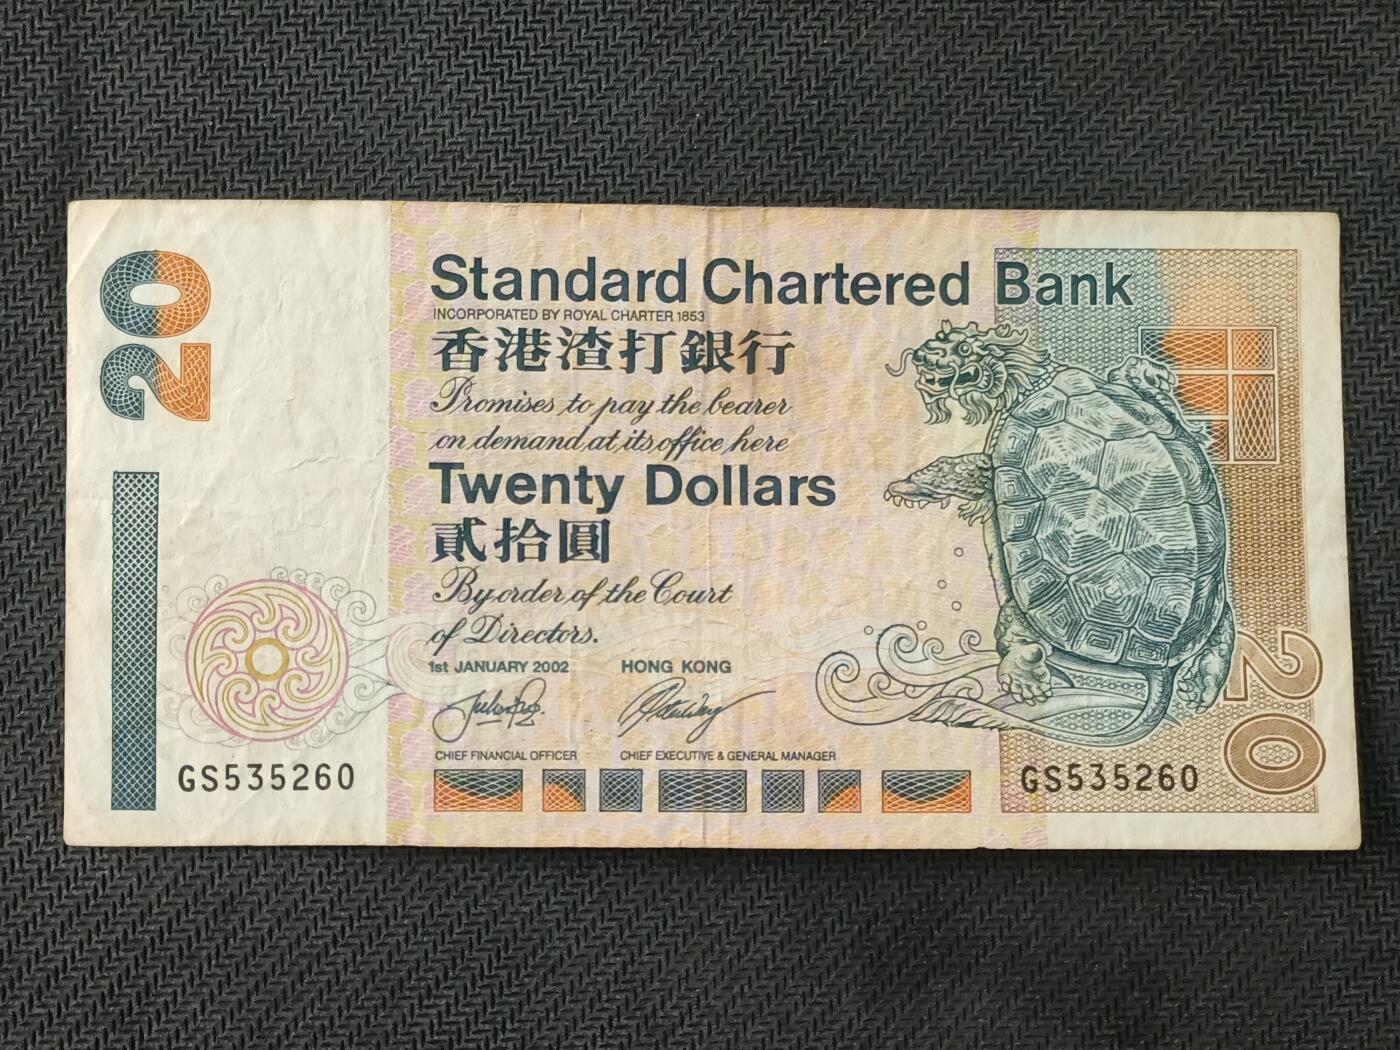 20
Standard Chartered Bank
INCORPORATED BY ROYAL CHARTER 1853
香港渣打銀行
Promises to pay the bearer
on demand at its office here
Twenty Dollars
貳拾圓
By order of the Court
of Directors.
1st JANUARY 2002 HONG KONG
CHIEF FINANCIAL OFFICER CHIEF EXECUTIVE & GENERAL MANAGER
GS535260 GS535260
20